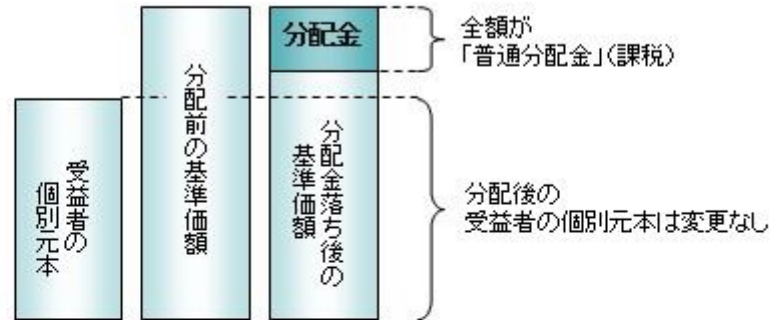 受益者の
個別元本
分配前の基準価額
分配金
分配金落ち後の
基準価額
全額が
「普通分配金」(課税)
分配後の
受益者の個別元本は変更なし